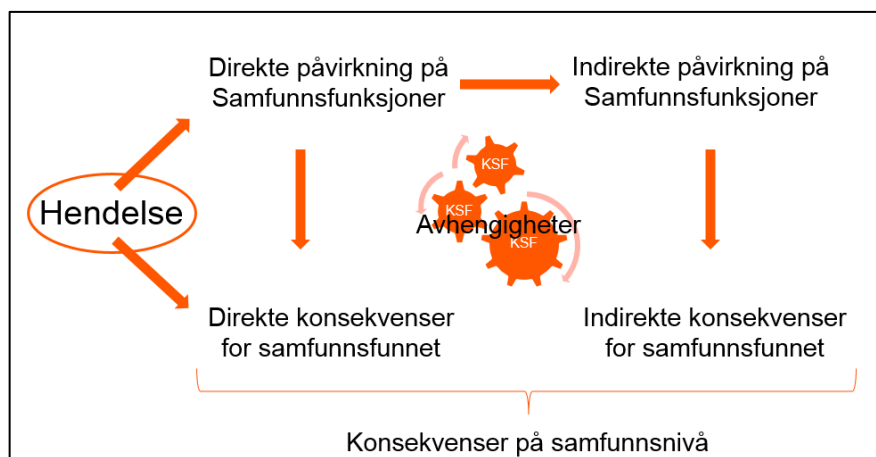 Direkte påvirkning på
Samfunnsfunksjoner
Indirekte påvirkning på
Samfunnsfunksjoner
Hendelse
KSF
KSF
Avhengigheter
KSF
Direkte konsekvenser
for samfunnsfunnet
Indirekte konsekvenser
for samfunnsfunnet
Konsekvenser på samfunnsnivå